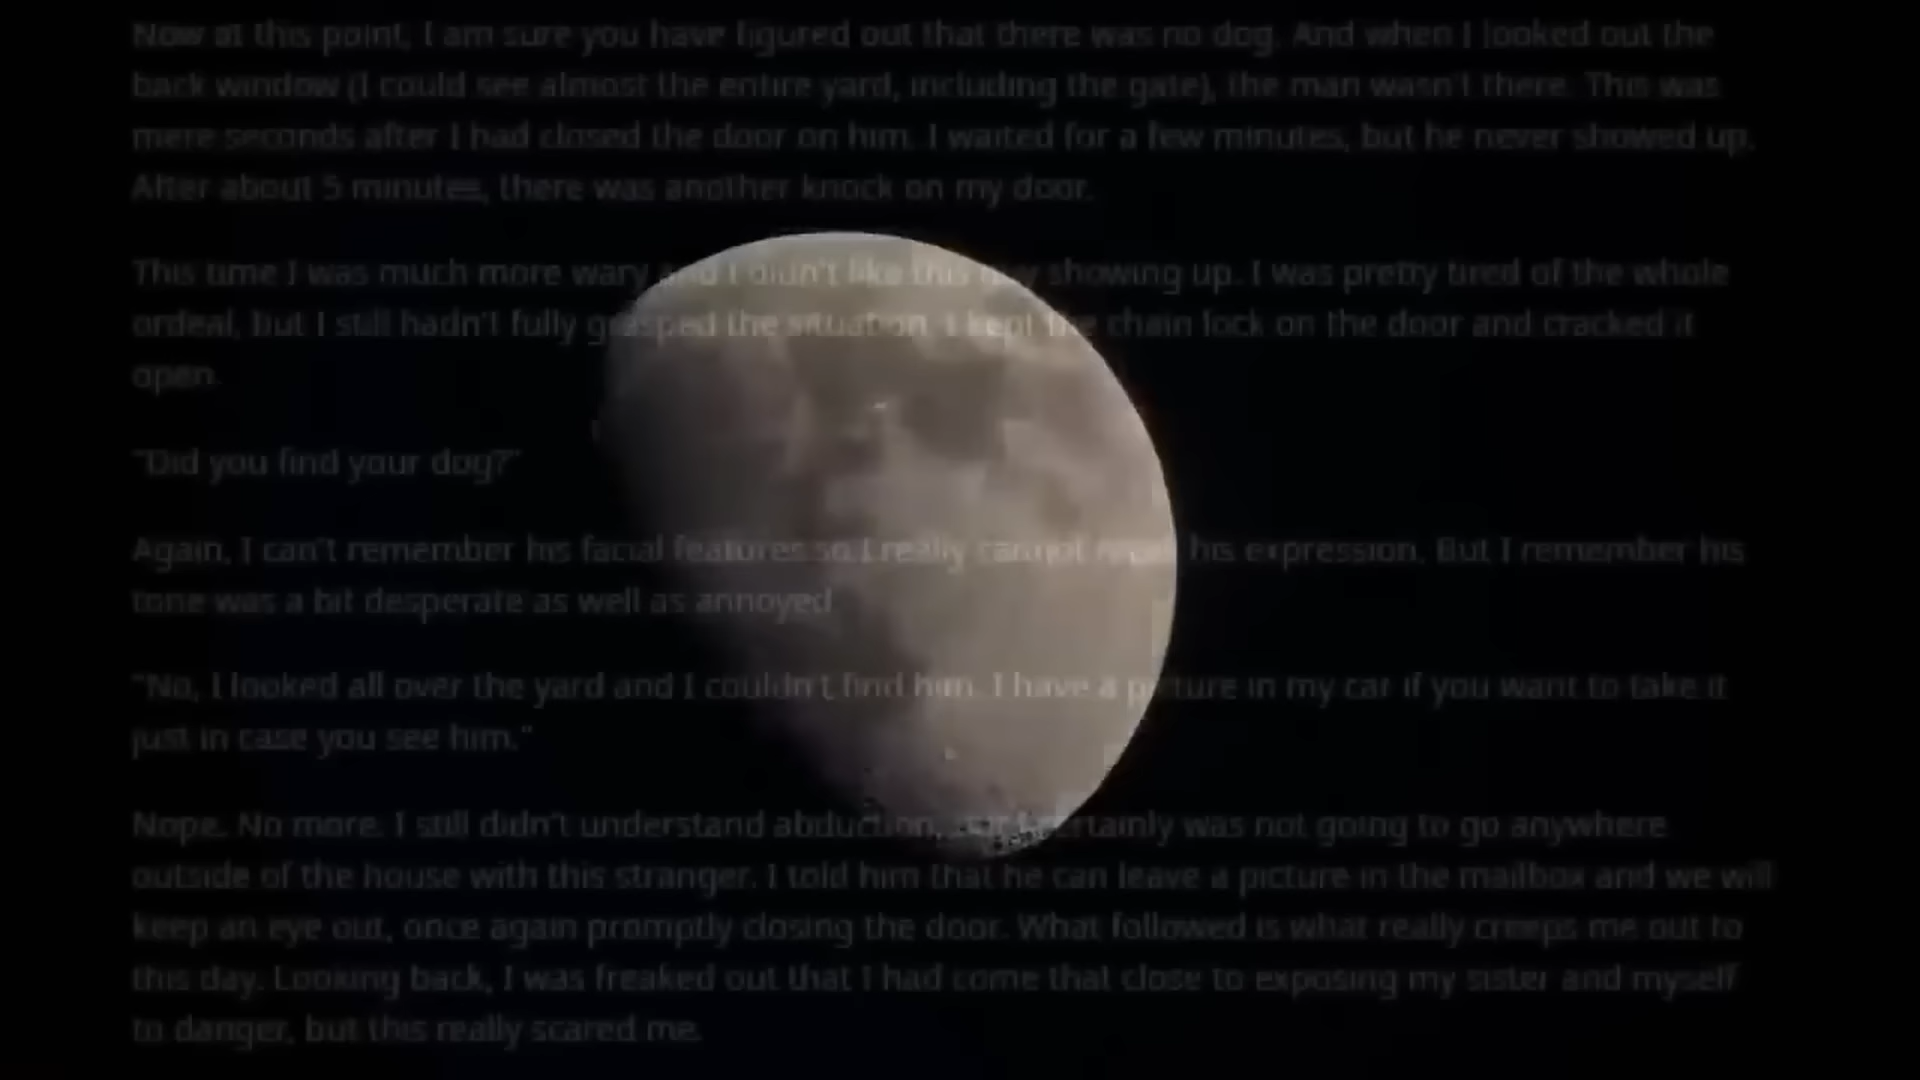 Now at this point, I am sure you have figured out that there was no dog. And when I looked out the
back window (I could see almost the entire yard, including the gate), the man wasn't there. This was
mere seconds after I had closed the door on him. I waited for a few minutes, but he never showed up.
After about 5 minutes, there was another knock on my door.
This time I was much more wary and I didn't like this guy showing up. I was pretty tired of the whole
ordeal, but I still hadn't fully grasped the situation. I kept the chain lock on the door and cracked it
open.
"Did you find your dog?"
Again, I can't remember his facial features so I really cannot recall his expression. But I remember his
tone was a bit desperate as well as annoyed.
"No, I looked all over the yard and I couldn't find him. I have a picture in my car if you want to take it
just in case you see him."
Nope. No more. I still didn't understand abduction, certainly was not going to go anywhere
outside of the house with this stranger. I told him that he can leave a picture in the mailbox and we will
keep an eye out, once again promptly closing the door. What followed is what really creeps me out to
this day. Looking back, I was freaked out that I had come that close to exposing my sister and myself
to danger, but this really scared me.